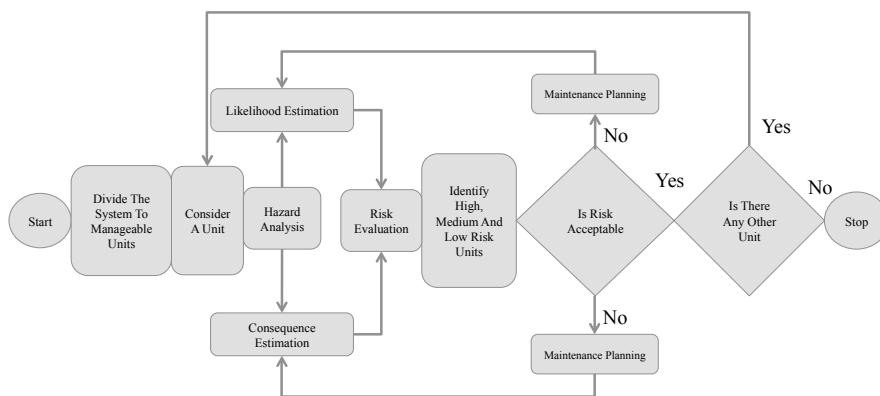 Start
Divide The
System To
Manageable
Units
Consider
A Unit
Hazard
Analysis
Likelihood Estimation
Consequence
Estimation
Risk
Evaluation
Identify
High,
Medium And
Low Risk
Units
Is Risk
Acceptable
No
Maintenance Planning
No
Maintenance Planning
Yes
Is There
Any Other
Unit
Yes
No
Stop